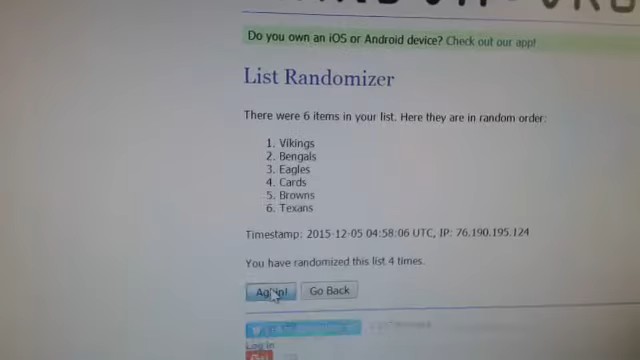 Do you own an iOS or Android device? Check out our app!
List Randomizer
There were 6 items in your list. Here they are in random order:
1. Vikings
2. Bengals
3. Eagles
4. Cards
5. Browns
6. Texans
Timestamp: 2015-12-05 04:58:06 UTC, IP: 76.190.195.124
You have randomized this list 4 times.
Again! Go Back
Log in